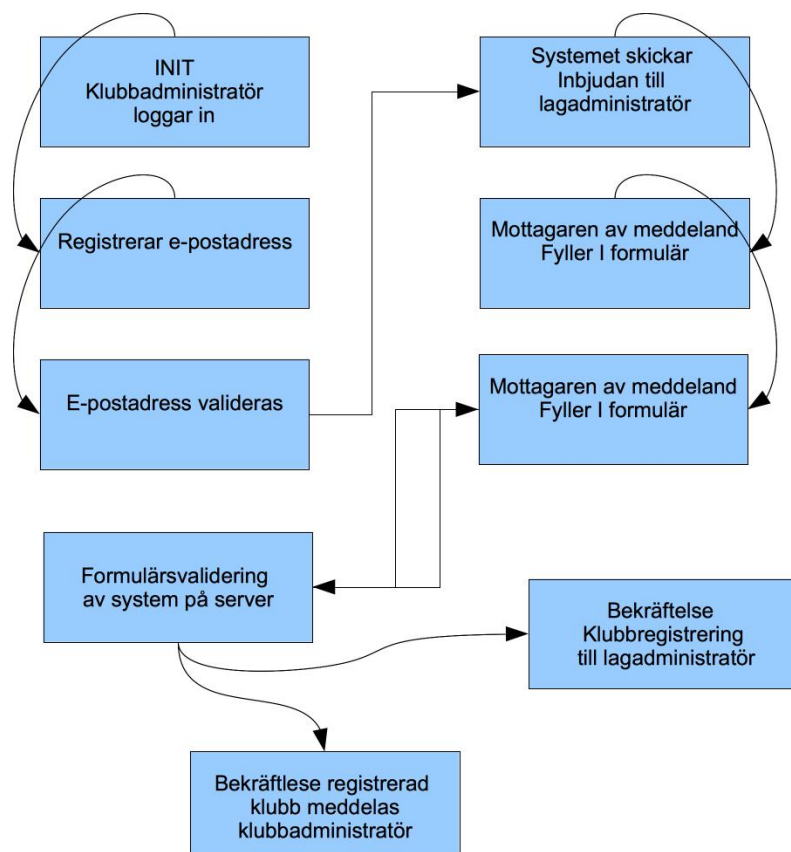 INIT
Klubbadministratör
loggar in
Registrerar e-postadress
E-postadress valideras
Systemet skickar
Inbjudan till
lagadministratör
Mottagaren av meddeland
Fyller I formulär
Mottagaren av meddeland
Fyller I formulär
Formulärsvalidering
av system på server
Bekräftelse
Klubbregistrering
till lagadministratör
Bekräftlese registrerad
klubb meddelas
klubbadministratör